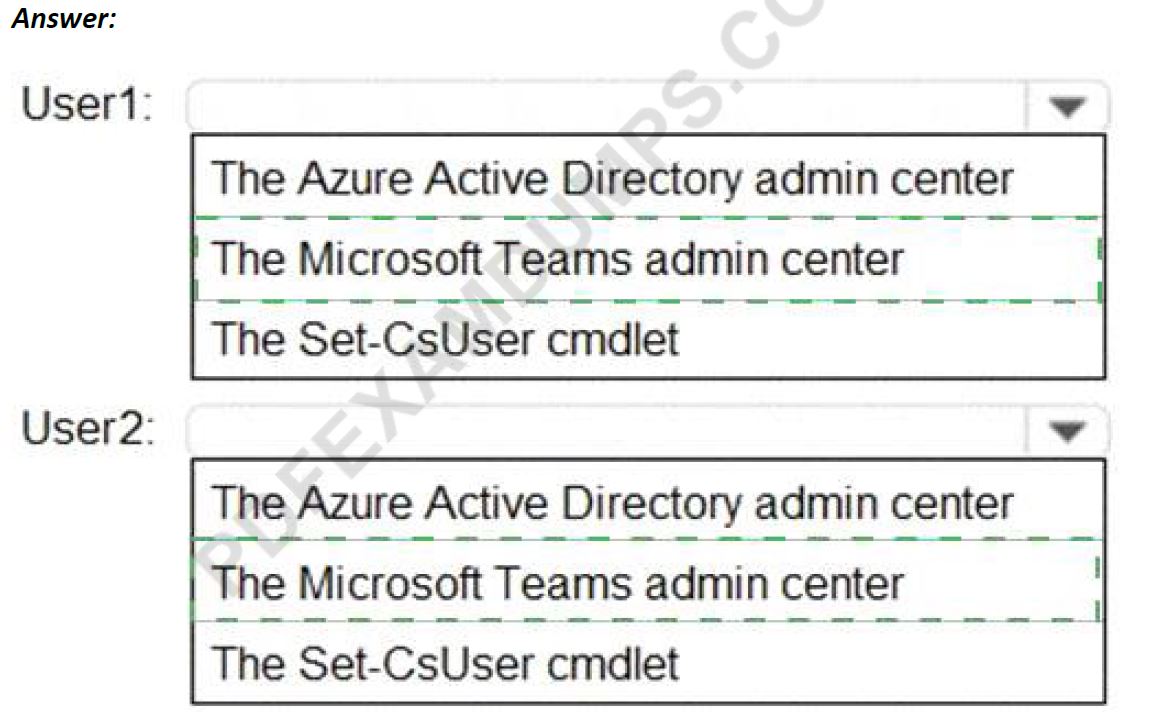 Answer:
User1:
The Azure Active Directory admin center
The Microsoft Teams admin center
The Set-CsUser cmdlet
User2:
The Azure Active Directory admin center
The Microsoft Teams admin center
The Set-CsUser cmdlet
PDFEXAMDUMPS.CO